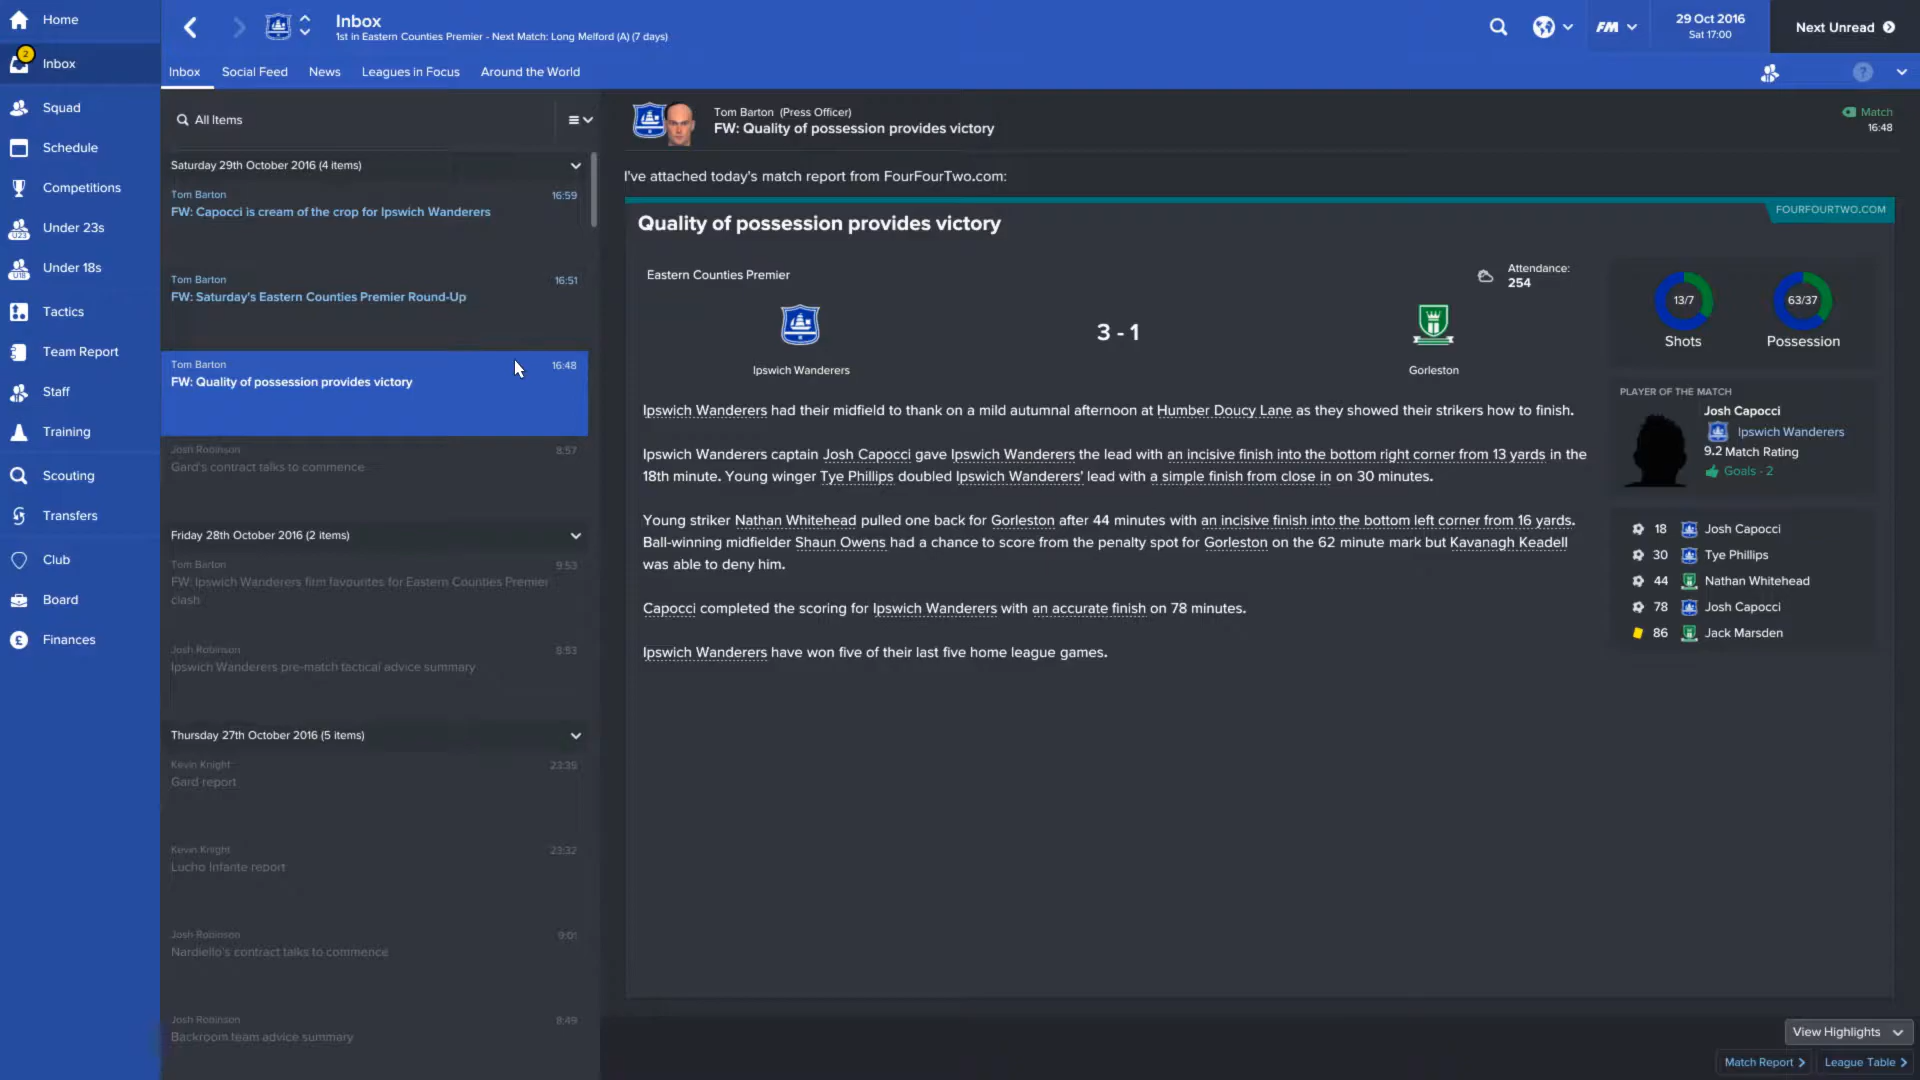 Home
2
Inbox
Squad
Schedule
Competitions
Under 23s
Under 18s
Tactics
Team Report
Staff
Training
Scouting
Transfers
Club
Board
Finances
Inbox
1st in Eastern Counties Premier - Next Match: Long Melford (A) (7 days)
FM
29 Oct 2016
Sat 17:00
Next Unread
Inbox
Social Feed
News
Leagues in Focus
Around the World
?
All Items
Saturday 29th October 2016 (4 items)
Tom Barton 16:59
FW: Capocci is cream of the crop for Ipswich Wanderers
Tom Barton 16:51
FW: Saturday's Eastern Counties Premier Round-Up
Tom Barton 16:48
FW: Quality of possession provides victory
Josh Robinson 8:57
Gard's contract talks to commence
Friday 28th October 2016 (2 items)
Tom Barton 9:53
FW: Ipswich Wanderers firm favourites for Eastern Counties Premier
clash
Josh Robinson 8:53
Ipswich Wanderers pre-match tactical advice summary
Thursday 27th October 2016 (5 items)
Kevin Knight 23:35
Gard report
Kevin Knight 23:32
Lucho Infante report
Josh Robinson 9:01
Nardiello's contract talks to commence
Josh Robinson 8:49
Backroom team advice summary
Tom Barton (Press Officer)
FW: Quality of possession provides victory
Match
16:48
I've attached today's match report from FourFourTwo.com:
FOURFOURTWO.COM
Quality of possession provides victory
Eastern Counties Premier
Attendance:
254
3 - 1
Ipswich Wanderers
Gorleston
Ipswich Wanderers had their midfield to thank on a mild autumnal afternoon at Humber Doucy Lane as they showed their strikers how to finish.
Ipswich Wanderers captain Josh Capocci gave Ipswich Wanderers the lead with an incisive finish into the bottom right corner from 13 yards in the
18th minute. Young winger Tye Phillips doubled Ipswich Wanderers' lead with a simple finish from close in on 30 minutes.
Young striker Nathan Whitehead pulled one back for Gorleston after 44 minutes with an incisive finish into the bottom left corner from 16 yards.
Ball-winning midfielder Shaun Owens had a chance to score from the penalty spot for Gorleston on the 62 minute mark but Kavanagh Keadell
was able to deny him.
Capocci completed the scoring for Ipswich Wanderers with an accurate finish on 78 minutes.
Ipswich Wanderers have won five of their last five home league games.
13/7
Shots
63/37
Possession
PLAYER OF THE MATCH
Josh Capocci
Ipswich Wanderers
9.2 Match Rating
Goals - 2
18 Josh Capocci
30 Tye Phillips
44 Nathan Whitehead
78 Josh Capocci
86 Jack Marsden
View Highlights
Match Report
League Table